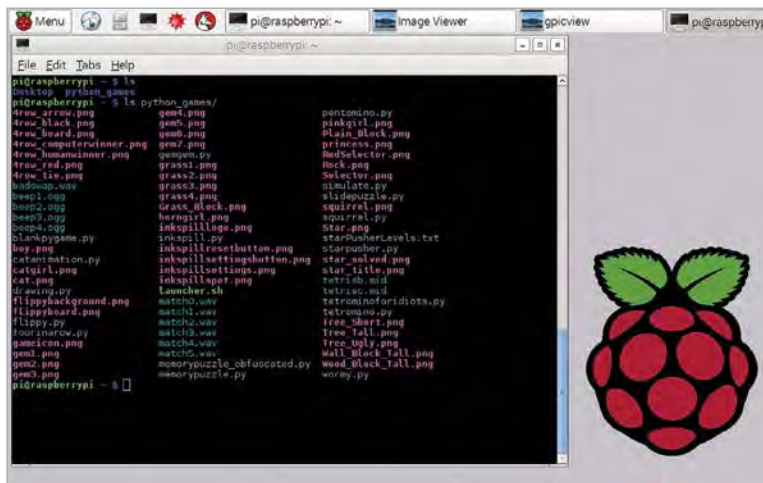 Menu pi@raspberrypi: ~ Image Viewer gpicview pi@raspberryp
pi@raspberrypi: ~
File Edit Tabs Help
pi@raspberrypi ~ $ ls
Desktop python_games
pi@raspberrypi ~ $ ls python_games/
4row_arrow.png gem4.png pentomino.py
4row_black.png gem5.png pinkgirl.png
4row_board.png gem6.png Plain_Block.png
4row_computerwinner.png gem7.png princess.png
4row_humanwinner.png gemgem.py RedSelector.png
4row_red.png grass1.png Rock.png
4row_tie.png grass2.png Selector.png
badswap.wav grass3.png simulate.py
beep1.ogg grass4.png slidepuzzle.py
beep2.ogg Grass_Block.png squirrel.png
beep3.ogg horngirl.png squirrel.py
beep4.ogg inkspilllogo.png Star.png
blankpygame.py inkspill.py starPusherLevels.txt
boy.png inkspillresetbutton.png starpusher.py
catanimation.py inkspillsettingsbutton.png star_solved.png
catgirl.png inkspillsettings.png star_title.png
cat.png inkspillspot.png tetrisb.mid
drawing.py launcher.sh tetrisc.mid
flippybackground.png match0.wav tetrominoforidiots.py
flippyboard.png match1.wav tetromino.py
flippy.py match2.wav Tree_Short.png
fourinarow.py match3.wav Tree_Tall.png
gameicon.png match4.wav Tree_Ugly.png
gem1.png match5.wav Wall_Block_Tall.png
gem2.png memorypuzzle_obfuscated.py Wood_Block_Tall.png
gem3.png memorypuzzle.py wormy.py
pi@raspberrypi ~ $